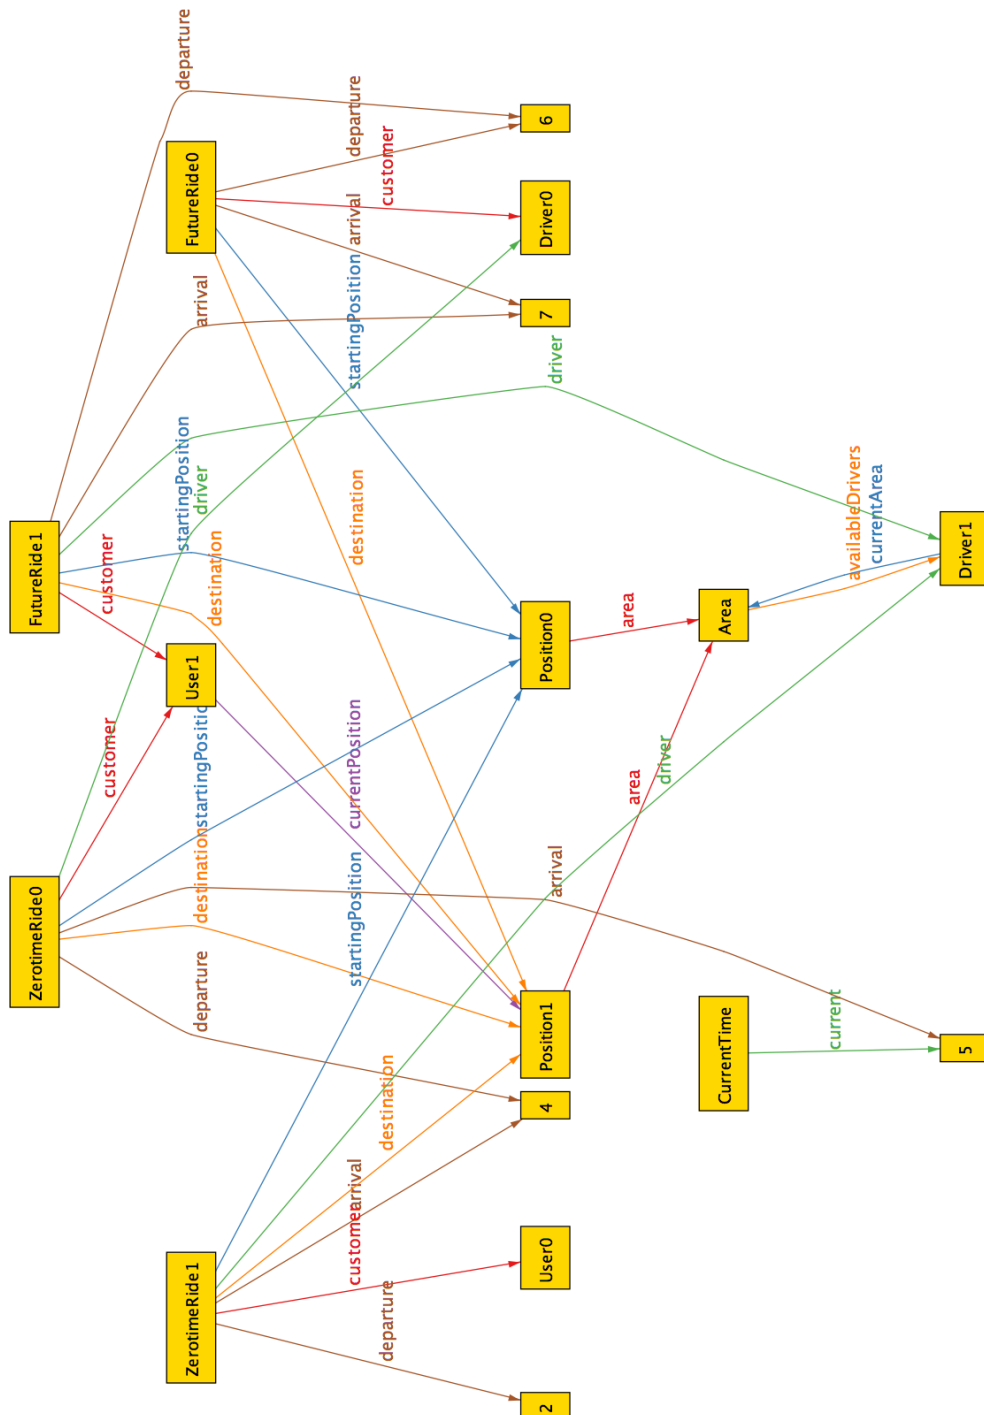 FutureRide1
ZerotimeRide0
customer
customer
User1
FutureRide0
ZerotimeRide1
departure
arrival
startingPosition
driver
destination
startingPosition
destination
departure
departure
customer
arrival
startingPosition
destination
currentPosition
startingPosition
destination
arrival
customer
departure
6
Driver0
7
Position0
Position1
4
User0
2
driver
arrival
area
area
driver
Area
CurrentTime
availableDrivers
currentArea
current
Driver1
5